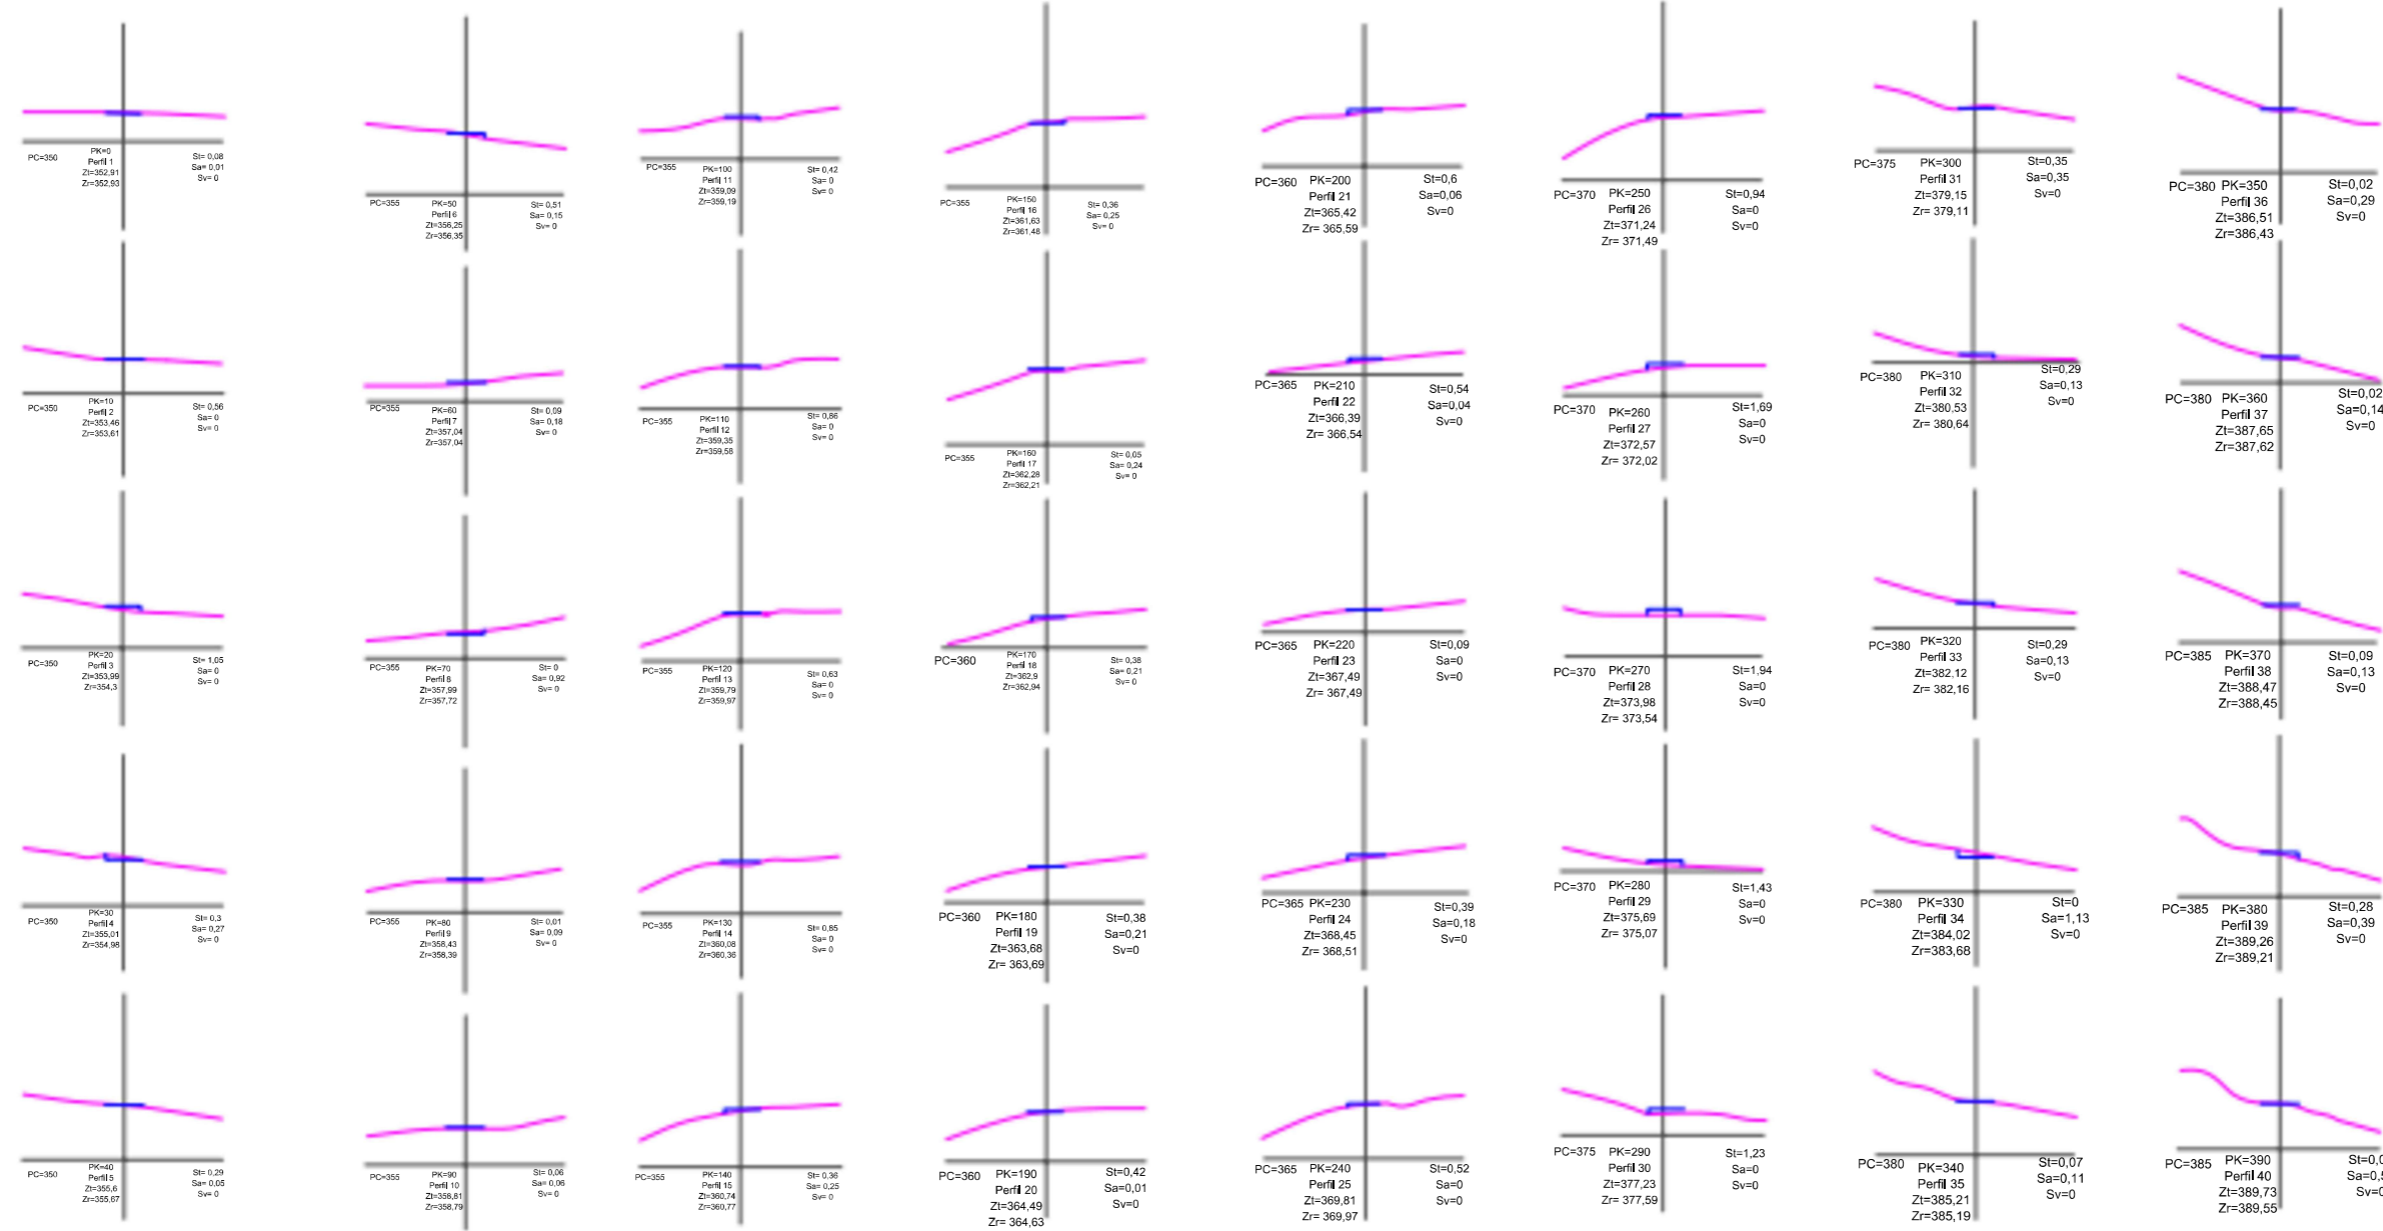 PC=350
PK=0
Perfil 1
Zt=352,91
Zr=352,93
St= 0,08
Sa= 0,01
Sv= 0
PC=355
PK=50
Perfil 6
Zt=356,25
Zr=356,35
St= 0,51
Sa= 0,15
Sv= 0
PC=355
PK=100
Perfil 11
Zt=359,09
Zr=359,19
St= 0,42
Sa= 0
Sv= 0
PC=355
PK=150
Perfil 16
Zt=361,63
Zr=361,48
St= 0,36
Sa= 0,25
Sv= 0
PC=360
PK=200
Perfil 21
Zt=365,42
Zr= 365,59
St=0,6
Sa=0,06
Sv=0
PC=370
PK=250
Perfil 26
Zt=371,24
Zr= 371,49
St=0,94
Sa=0
Sv=0
PC=375
PK=300
Perfil 31
Zt=379,15
Zr= 379,11
St=0,35
Sa=0,35
Sv=0
PC=380
PK=350
Perfil 36
Zt=386,51
Zr=386,43
St=0,02
Sa=0,29
Sv=0
PC=350
PK=10
Perfil 2
Zt=353,46
Zr=353,61
St= 0,56
Sa= 0
Sv= 0
PC=355
PK=60
Perfil 7
Zt=357,04
Zr=357,04
St= 0,09
Sa= 0,18
Sv= 0
PC=355
PK=110
Perfil 12
Zt=359,35
Zr=359,58
St= 0,86
Sa= 0
Sv= 0
PC=355
PK=160
Perfil 17
Zt=362,28
Zr=362,21
St= 0,05
Sa= 0,24
Sv= 0
PC=365
PK=210
Perfil 22
Zt=366,39
Zr= 366,54
St=0,54
Sa=0,04
Sv=0
PC=370
PK=260
Perfil 27
Zt=372,57
Zr= 372,02
St=1,69
Sa=0
Sv=0
PC=380
PK=310
Perfil 32
Zt=380,53
Zr= 380,64
St=0,29
Sa=0,13
Sv=0
PC=380
PK=360
Perfil 37
Zt=387,65
Zr=387,62
St=0,02
Sa=0,14
Sv=0
PC=350
PK=20
Perfil 3
Zt=353,99
Zr=354,3
St= 1,05
Sa= 0
Sv= 0
PC=355
PK=70
Perfil 8
Zt=357,99
Zr=357,72
St= 0
Sa= 0,92
Sv= 0
PC=355
PK=120
Perfil 13
Zt=359,79
Zr=359,97
St= 0,63
Sa= 0
Sv= 0
PC=360
PK=170
Perfil 18
Zt=362,9
Zr=362,94
St= 0,38
Sa= 0,21
Sv= 0
PC=365
PK=220
Perfil 23
Zt=367,49
Zr= 367,49
St=0,09
Sa=0
Sv=0
PC=370
PK=270
Perfil 28
Zt=373,98
Zr= 373,54
St=1,94
Sa=0
Sv=0
PC=380
PK=320
Perfil 33
Zt=382,12
Zr= 382,16
St=0,29
Sa=0,13
Sv=0
PC=385
PK=370
Perfil 38
Zt=388,47
Zr=388,45
St=0,09
Sa=0,13
Sv=0
PC=350
PK=30
Perfil 4
Zt=355,01
Zr=354,98
St= 0,3
Sa= 0,27
Sv= 0
PC=355
PK=80
Perfil 9
Zt=358,43
Zr=358,39
St= 0,01
Sa= 0,09
Sv= 0
PC=355
PK=130
Perfil 14
Zt=360,08
Zr=360,36
St= 0,85
Sa= 0
Sv= 0
PC=360
PK=180
Perfil 19
Zt=363,68
Zr= 363,69
St=0,38
Sa=0,21
Sv=0
PC=365
PK=230
Perfil 24
Zt=368,45
Zr= 368,51
St=0,39
Sa=0,18
Sv=0
PC=370
PK=280
Perfil 29
Zt=375,69
Zr= 375,07
St=1,43
Sa=0
Sv=0
PC=380
PK=330
Perfil 34
Zt=384,02
Zr=383,68
St=0
Sa=1,13
Sv=0
PC=385
PK=380
Perfil 39
Zt=389,26
Zr=389,21
St=0,28
Sa=0,39
Sv=0
PC=350
PK=40
Perfil 5
Zt=355,6
Zr=355,67
St= 0,29
Sa= 0,05
Sv= 0
PC=355
PK=90
Perfil 10
Zt=358,81
Zr=358,79
St= 0,06
Sa= 0,06
Sv= 0
PC=355
PK=140
Perfil 15
Zt=360,74
Zr=360,77
St= 0,36
Sa= 0,25
Sv= 0
PC=360
PK=190
Perfil 20
Zt=364,49
Zr= 364,63
St=0,42
Sa=0,01
Sv=0
PC=365
PK=240
Perfil 25
Zt=369,81
Zr= 369,97
St=0,52
Sa=0
Sv=0
PC=375
PK=290
Perfil 30
Zt=377,23
Zr= 377,59
St=1,23
Sa=0
Sv=0
PC=380
PK=340
Perfil 35
Zt=385,21
Zr=385,19
St=0,07
Sa=0,11
Sv=0
PC=385
PK=390
Perfil 40
Zt=389,73
Zr=389,55
Sv=0